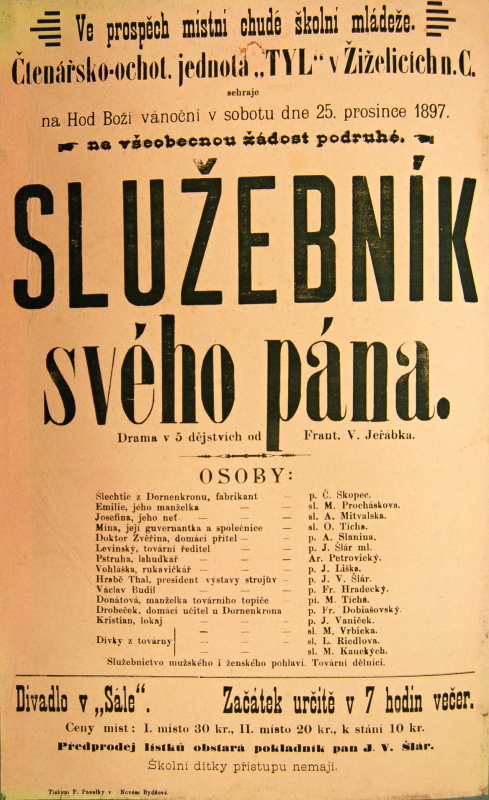 Ve prospěch místní chudé školní mládeže.
Čtenářsko-ochot. jednota „TYL“ v Žiželicích n. C.
sehraje
na Hod Boží vánoční v sobotu dne 25. prosince 1897.
na všeobecnou žádost podruhé.
SLUŽEBNÍK
svého pána.
Drama v 5 dějstvích od Frant. V. Jeřábka.
OSOBY:
Šlechtic z Dornenkronu, fabrikant — p. Č. Skopec.
Emilie, jeho manželka — sl. M. Procháskova.
Josefina, jeho neť — — sl. A. Mitvalska.
Mína, její guvernantka a společnice — sl. O. Tichá.
Doktor Zvěřina, domácí přítel — — p. A. Slanina.
Levinský, tovární ředitel — — p. J. Šlár ml.
Pstruha, lahudkář — — — Ar. Petrovický.
Vohlaška, rukavičkář — — — p. J. Liška.
Hrabě Thal, president výstavy strojův — p. J. V. Šlár.
Václav Budil — — — p. Fr. Hradecký.
Donátová, manželka továrního topiče — pí. M. Tichá.
Drobeček, domácí učitel u Dornenkrona — p. Fr. Dobiašovský.
Kristian, lokaj — — — p. J. Vaníček.
— — — sl. M. Vrbicka.
Dívky z továrny — — — sl. L. Riedlova.
— — — sl. M. Kauckých.
Služebnictvo mužského i ženského pohlaví. Tovární dělníci.
Divadlo v „Sále“. Začátek určitě v 7 hodin večer.
Ceny míst: I. místo 30 kr., II. místo 20 kr., k stání 10 kr.
Předprodej lístků obstará pokladník pan J. V. Šlár.
Školní dítky přístupu nemají.
Tiskem F. Pavelky v Novém Bydžově.